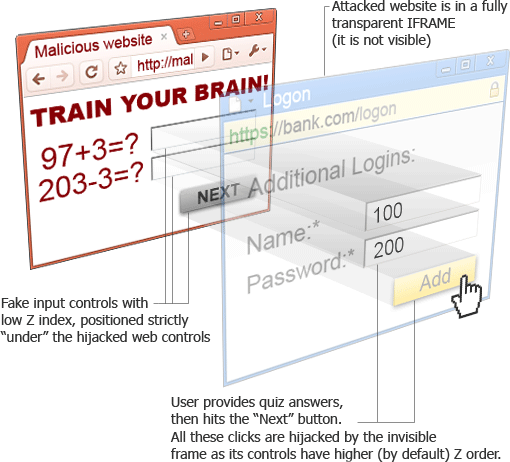 Attacked website is in a fully
transparent IFRAME
(it is not visible)
Malicious website
http://mal
TRAIN YOUR BRAIN!
97+3=?
203-3=?
NEXT
Logon
https://bank.com/logon
Additional Logins:
Name:*
100
Password:*
200
Add
Fake input controls with
low Z index, positioned strictly
“under” the hijacked web controls
User provides quiz answers,
then hits the “Next” button.
All these clicks are hijacked by the invisible
frame as its controls have higher (by default) Z order.